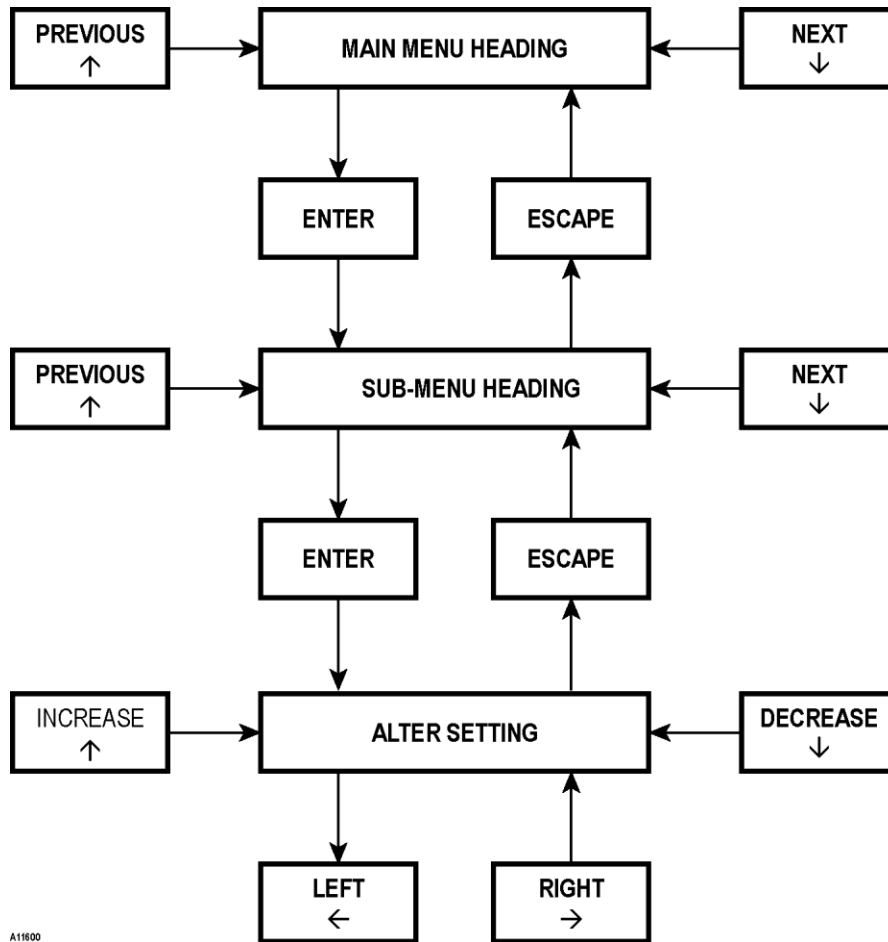 PREVIOUS
↑
MAIN MENU HEADING
NEXT
↓
ENTER
ESCAPE
PREVIOUS
↑
SUB-MENU HEADING
NEXT
↓
ENTER
ESCAPE
INCREASE
↑
ALTER SETTING
DECREASE
↓
LEFT
←
RIGHT
→
A11600